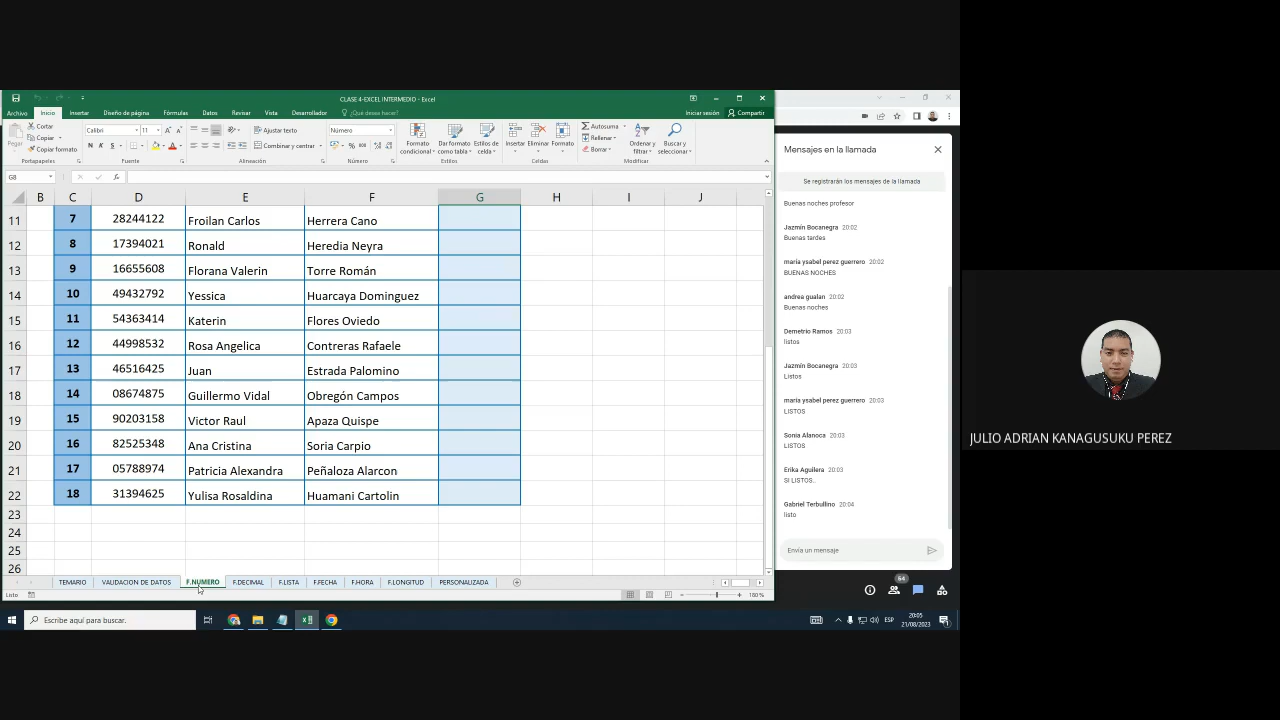 CLASE 4-EXCEL INTERMEDIO - Excel
Archivo Inicio Insertar Diseño de página Fórmulas Datos Revisar Vista Desarrollador ¿Qué desea hacer? Iniciar sesión Compartir
Pegar
Cortar
Copiar
Copiar formato
Portapapeles
Calibri 11
N K S
Fuente
Ajustar texto
Combinar y centrar
Alineación
Número
Número
Formato condicional
Dar formato como tabla
Estilos de celda
Estilos
Insertar Eliminar Formato
Celdas
Autosuma
Rellenar
Borrar
Ordenar y filtrar
Buscar y seleccionar
Modificar
G8 fx
B C D E F G H I J
11 7 28244122 Froilan Carlos Herrera Cano
12 8 17394021 Ronald Heredia Neyra
13 9 16655608 Florana Valerin Torre Román
14 10 49432792 Yessica Huarcaya Dominguez
15 11 54363414 Katerin Flores Oviedo
16 12 44998532 Rosa Angelica Contreras Rafaele
17 13 46516425 Juan Estrada Palomino
18 14 08674875 Guillermo Vidal Obregón Campos
19 15 90203158 Victor Raul Apaza Quispe
20 16 82525348 Ana Cristina Soria Carpio
21 17 05788974 Patricia Alexandra Peñaloza Alarcon
22 18 31394625 Yulisa Rosaldina Huamani Cartolin
23
24
25
26
TEMARIO VALIDACION DE DATOS F.NUMERO F.DECIMAL F.LISTA F.FECHA F.HORA F.LONGITUD PERSONALIZADA
Listo 160%
Escribe aquí para buscar.
ESP
20:05
21/08/2023
Mensajes en la llamada
Se registrarán los mensajes de la llamada
Buenas noches profesor
Jazmín Bocanegra 20:02
Buenas tardes
maría ysabel perez guerrero 20:02
BUENAS NOCHES
andrea gualan 20:02
Buenas noches
Demetrio Ramos 20:03
listos
Jazmín Bocanegra 20:03
Listos
maría ysabel perez guerrero 20:03
LISTOS
Sonia Alanoca 20:03
LISTOS
Erika Aguilera 20:03
SI LISTOS..
Gabriel Terbullino 20:04
listo
Envía un mensaje
64
JULIO ADRIAN KANAGUSUKU PEREZ